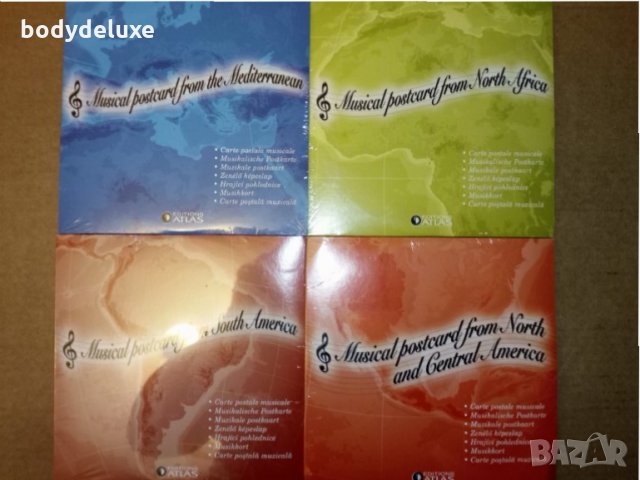 bodydeluxe
Musical postcard from the Mediterranean
• Carte postale musicale
• Musikalische Postkarte
• Muzikale postkaart
• Zenélő képeslap
• Hrající pohlednice
• Musikkort
• Carte poştală muzicală
EDITIONS
ATLAS
Musical postcard from North Africa
• Carte postale musicale
• Musikalische Postkarte
• Muzikale postkaart
• Zenélő képeslap
• Hrající pohlednice
• Musikkort
• Carte poştală muzicală
EDITIONS
ATLAS
Musical postcard South America
• Carte postale musicale
• Musikalische Postkarte
• Muzikale postkaart
• Zenélő képeslap
• Hrající pohlednice
• Musikkort
• Carte poştală muzicală
EDITIONS
ATLAS
Musical postcard from North
and Central America
• Carte postale musicale
• Musikalische Postkarte
• Muzikale postkaart
• Zenélő képeslap
• Hrající pohlednice
• Musikkort
• Carte poştală muzicală
EDITIONS
ATLAS
BAZAR